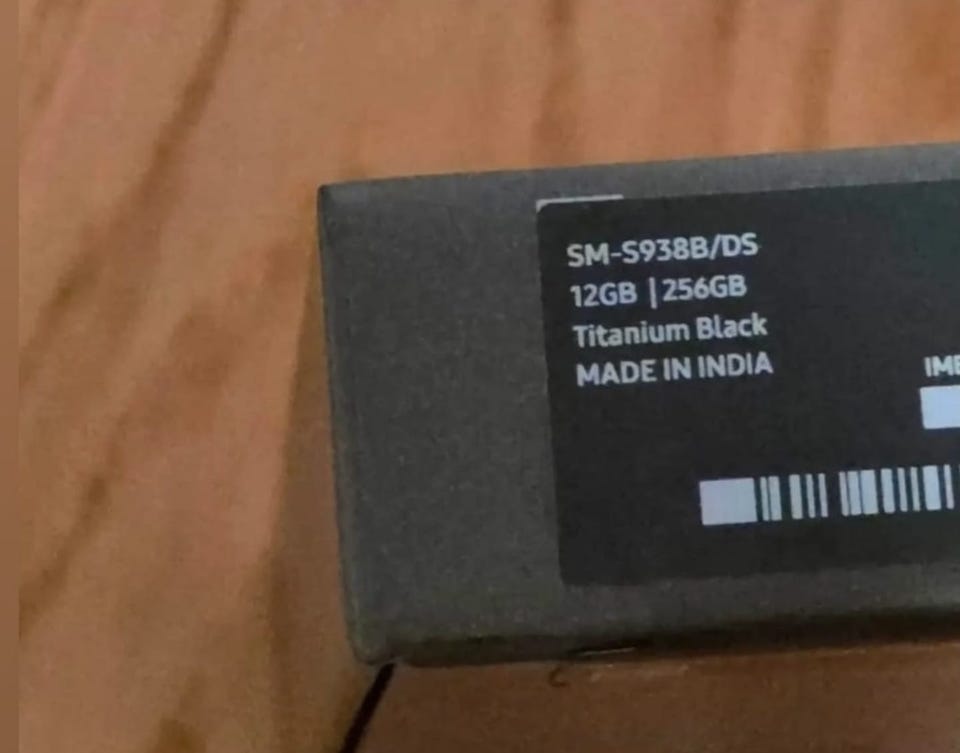 SM-S938B/DS
12GB | 256GB
Titanium Black
MADE IN INDIA